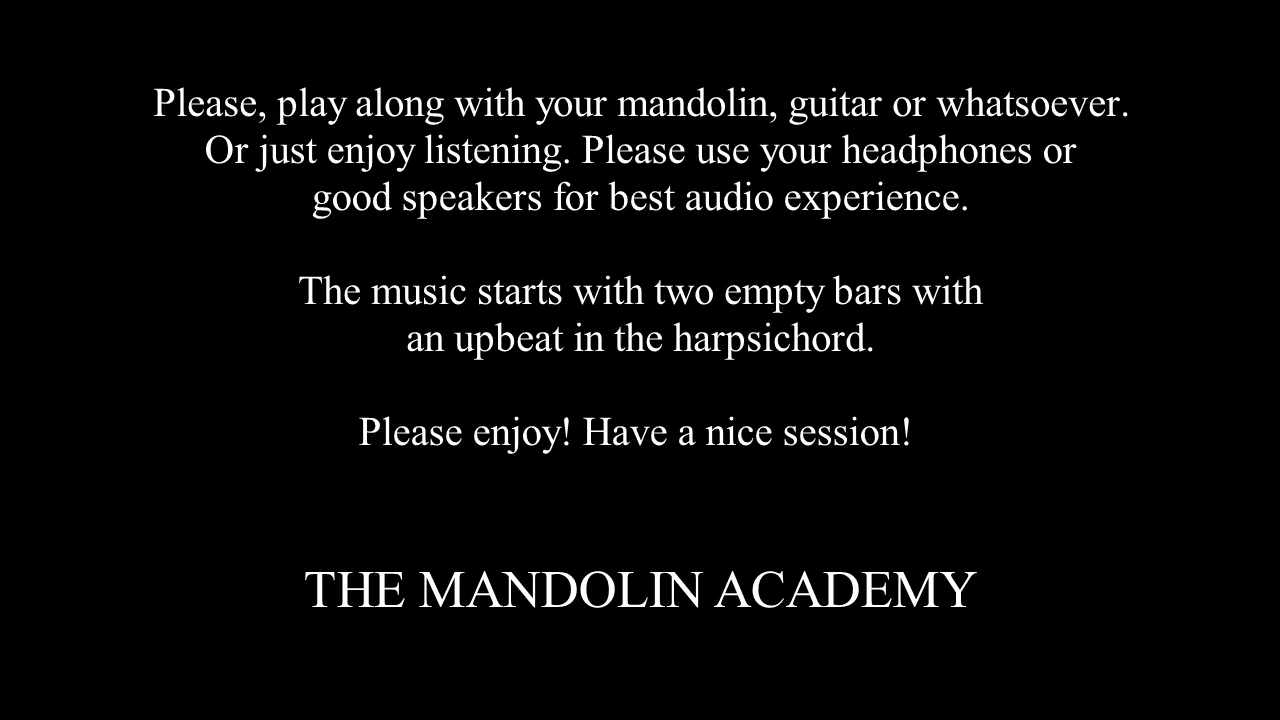 Please, play along with your mandolin, guitar or whatsoever.
Or just enjoy listening. Please use your headphones or
good speakers for best audio experience.
The music starts with two empty bars with
an upbeat in the harpsichord.
Please enjoy! Have a nice session!
THE MANDOLIN ACADEMY